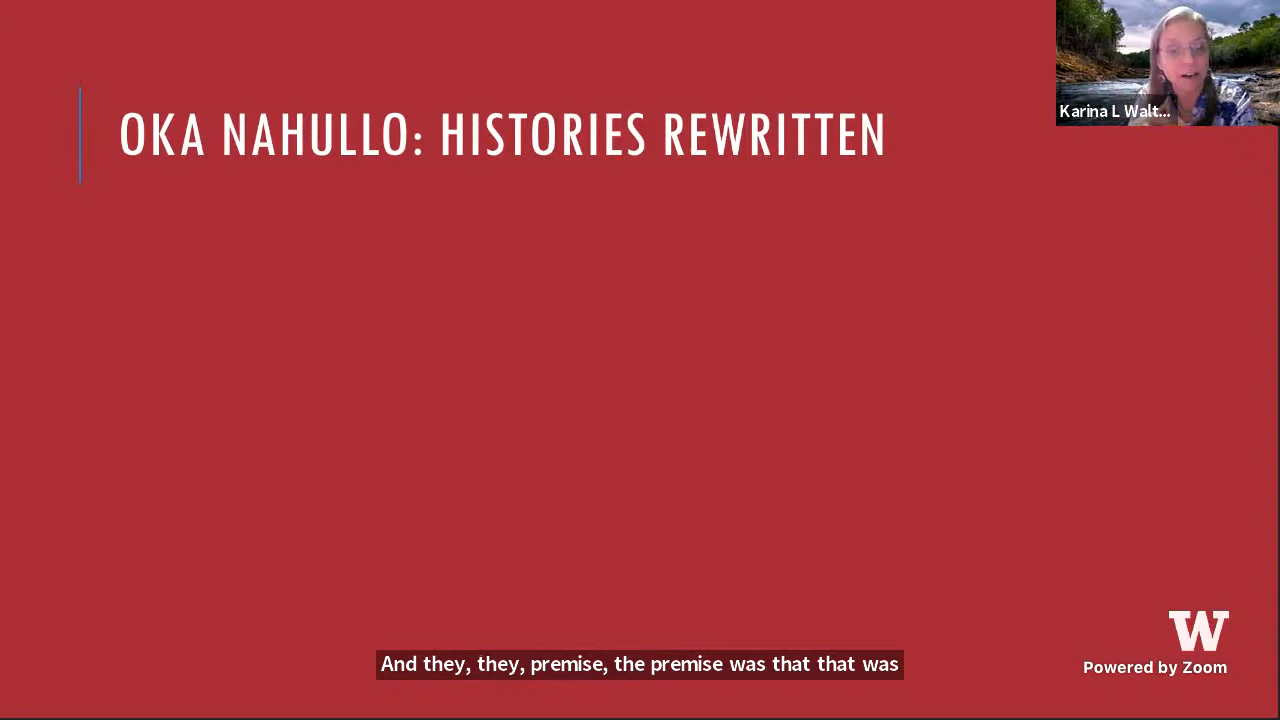 OKA NAHULLO: HISTORIES REWRITTEN
Karina L Walt...
And they, they, premise, the premise was that that was
W
Powered by Zoom